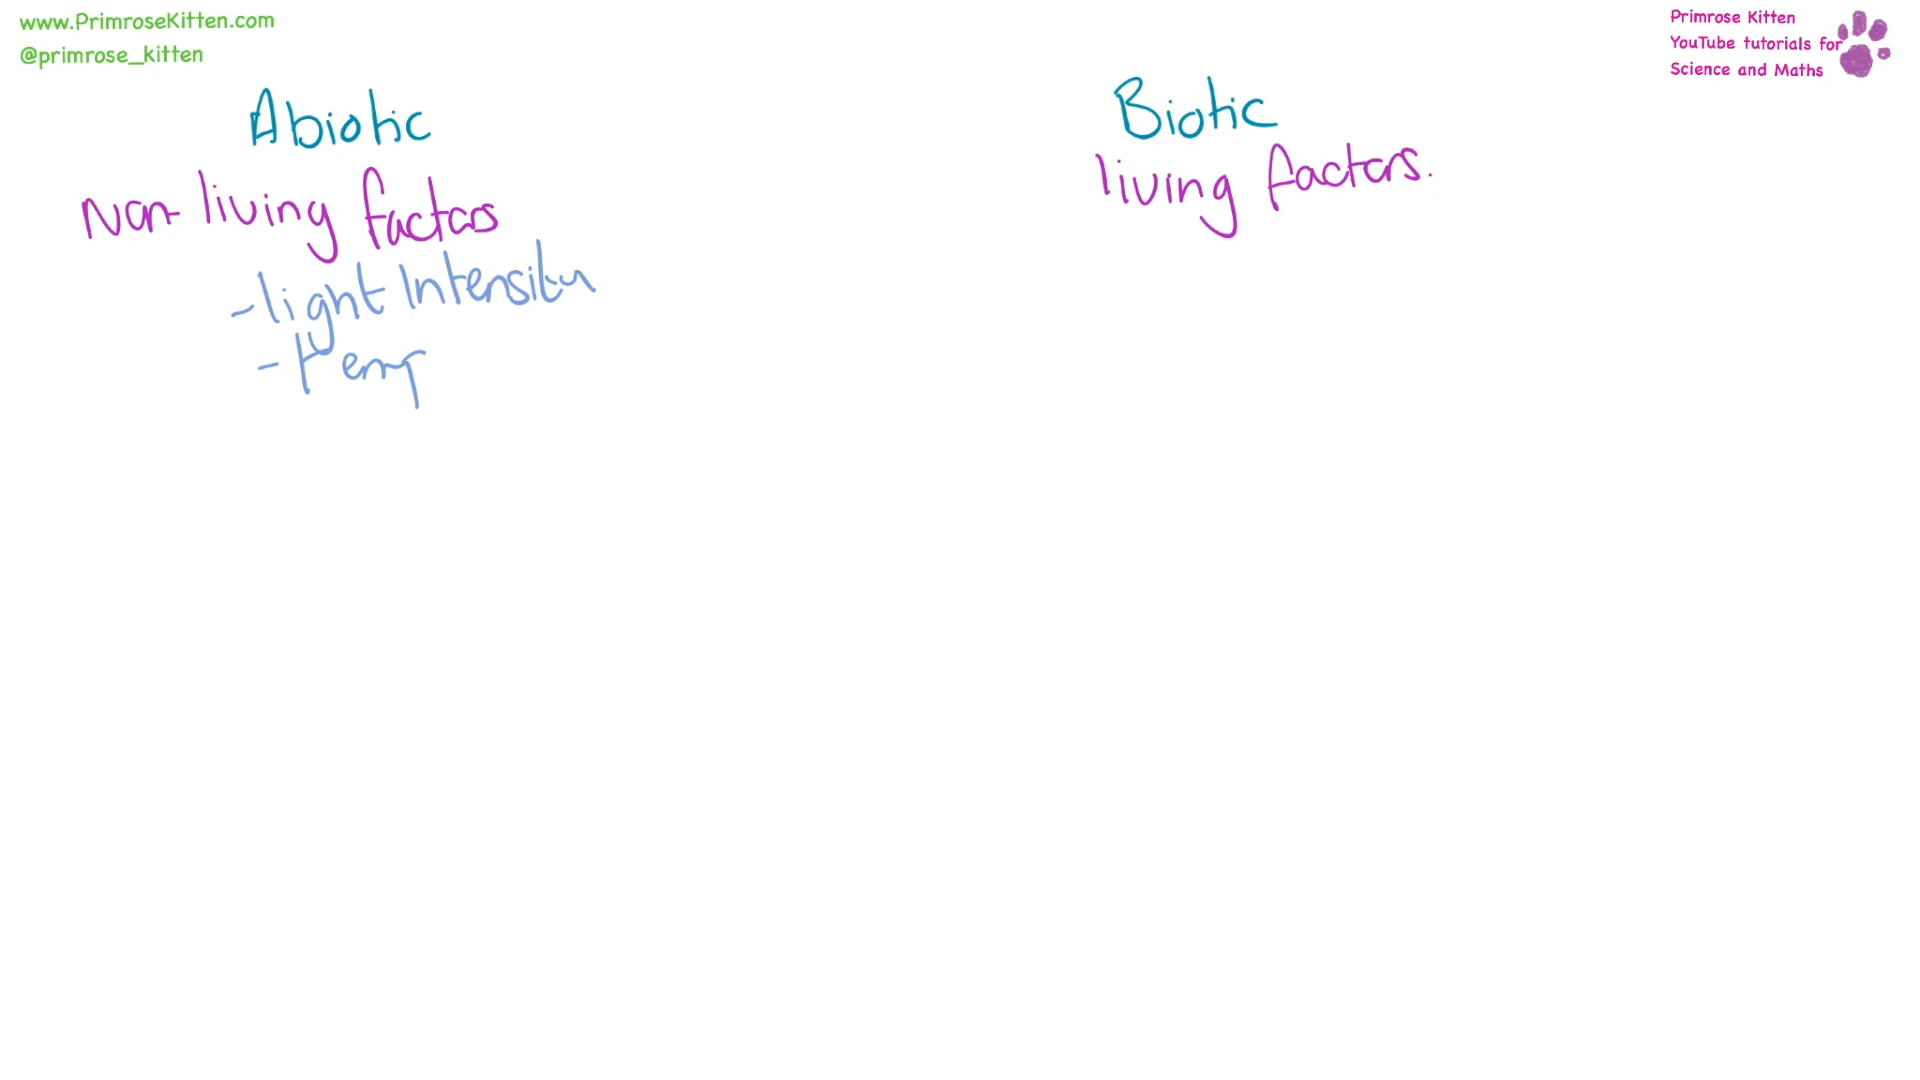 www.PrimroseKitten.com
@primrose_kitten
Primrose Kitten
YouTube tutorials for
Science and Maths
Abiotic
Non-living factors
- light Intensity
- temp
Biotic
living factors.